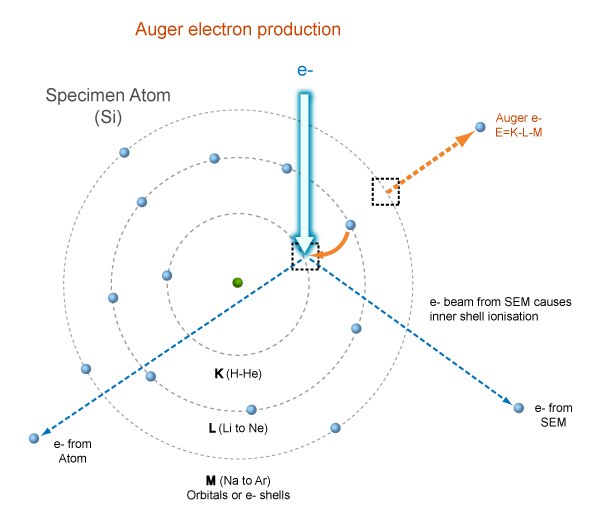 Auger electron production
e-
Specimen Atom
(Si)
Auger e-
E=K-L-M
e- beam from SEM causes
inner shell ionisation
K (H-He)
e- from
SEM
L (Li to Ne)
e- from
Atom
M (Na to Ar)
Orbitals or e- shells